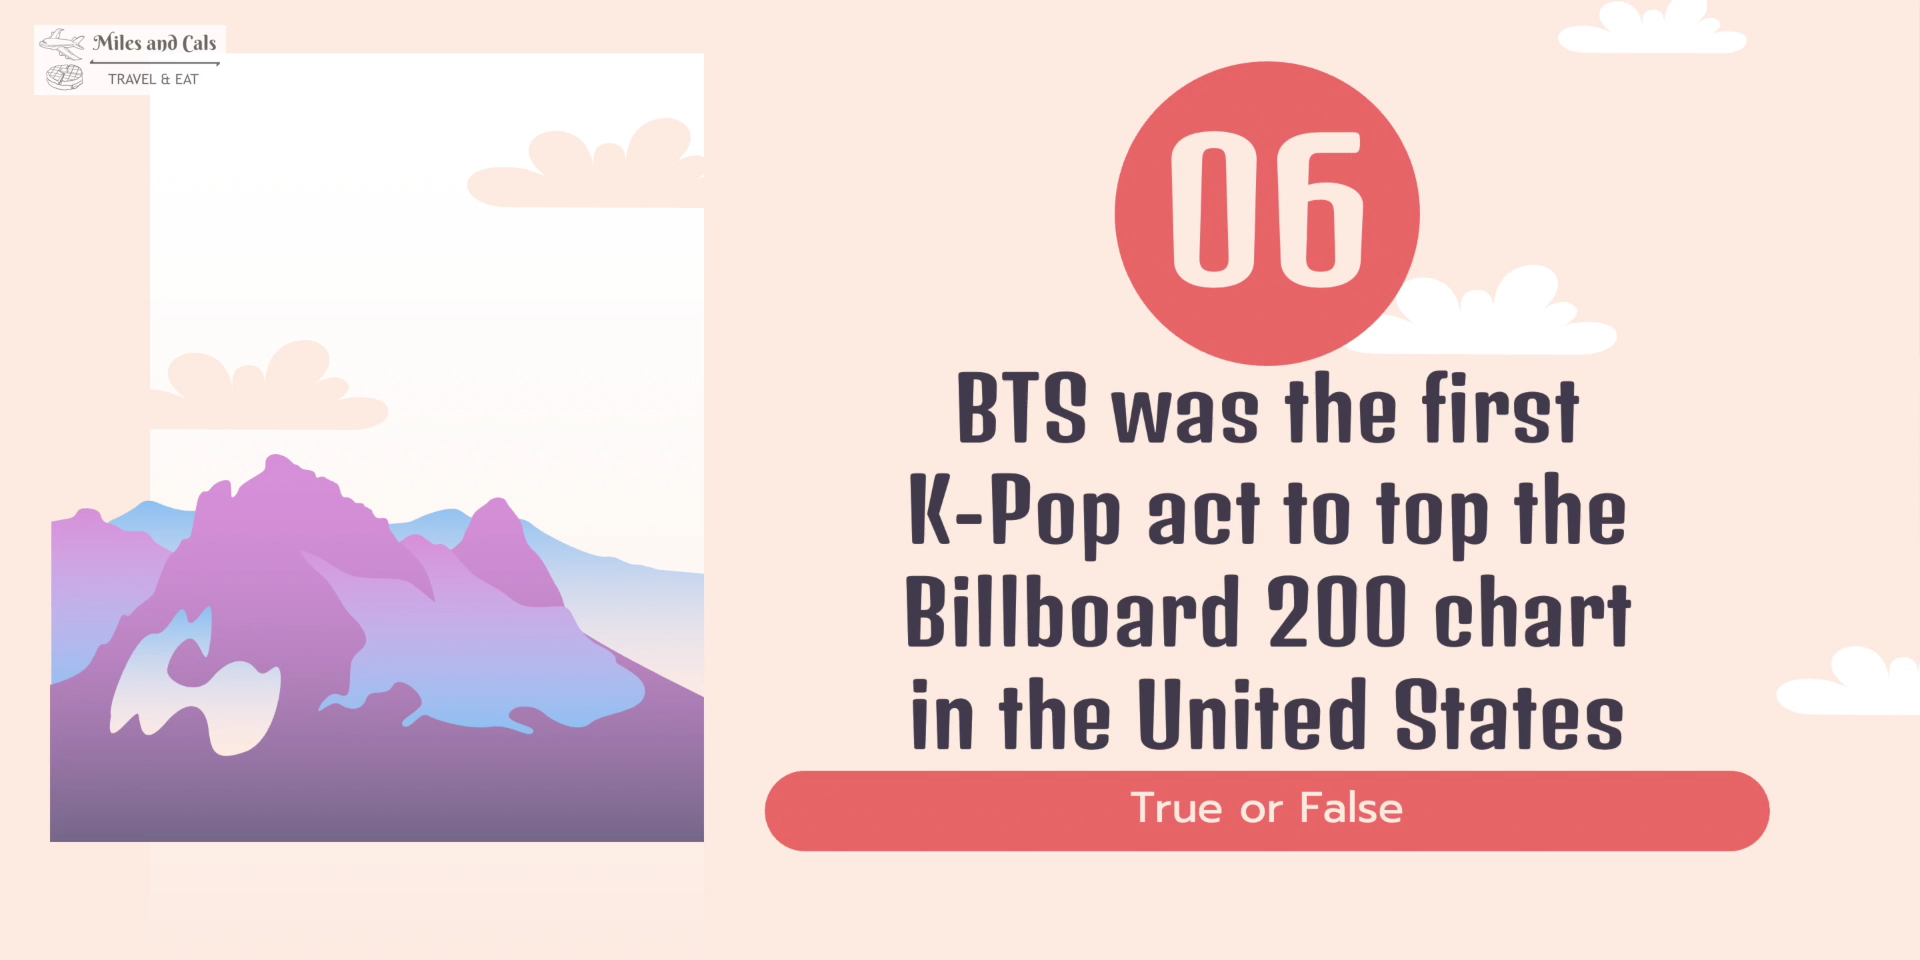 Miles and Cals
TRAVEL & EAT
06
BTS was the first
K-Pop act to top the
Billboard 200 chart
in the United States
True or False